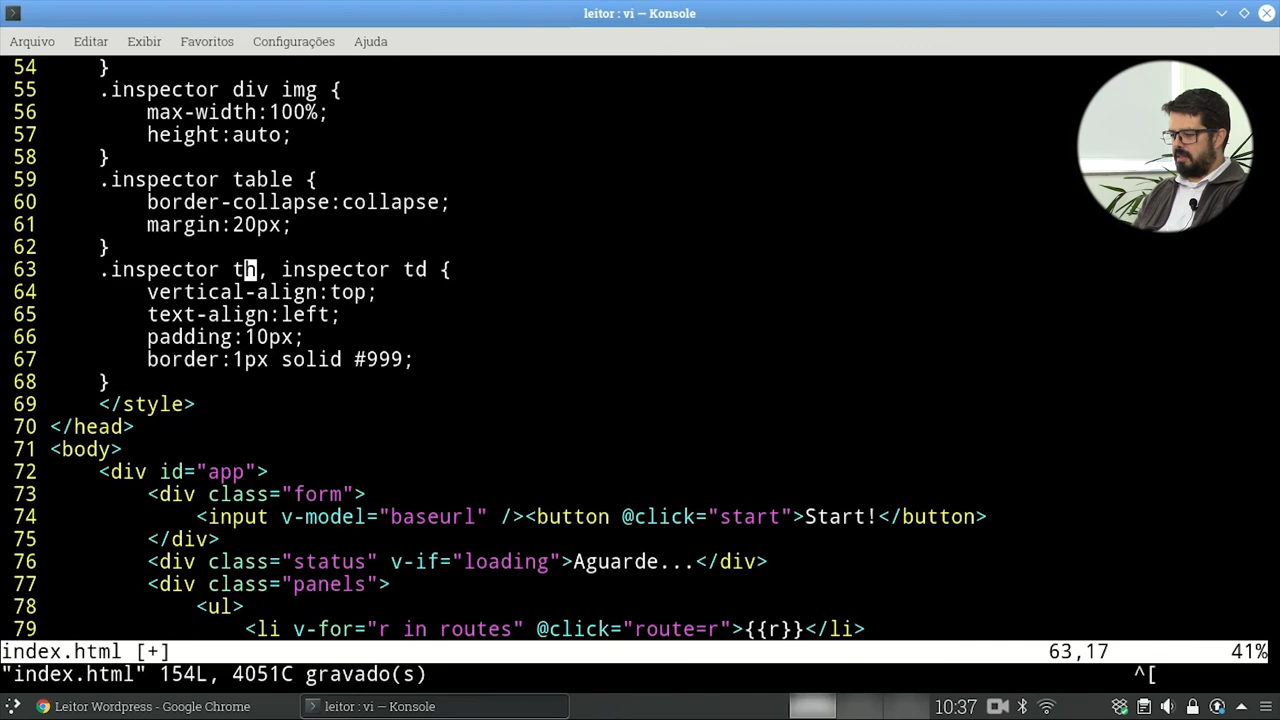 leitor : vi — Konsole
Arquivo Editar Exibir Favoritos Configurações Ajuda
54 }
55 .inspector div img {
56 max-width:100%;
57 height:auto;
58 }
59 .inspector table {
60 border-collapse:collapse;
61 margin:20px;
62 }
63 .inspector th, inspector td {
64 vertical-align:top;
65 text-align:left;
66 padding:10px;
67 border:1px solid #999;
68 }
69 </style>
70 </head>
71 <body>
72 <div id="app">
73 <div class="form">
74 <input v-model="baseurl" /><button @click="start">Start!</button>
75 </div>
76 <div class="status" v-if="loading">Aguarde...</div>
77 <div class="panels">
78 <ul>
79 <li v-for="r in routes" @click="route=r">{{r}}</li>
index.html [+] 63,17 41%
"index.html" 154L, 4051C gravado(s) ^[
Leitor Wordpress - Google Chrome leitor : vi — Konsole 10:37